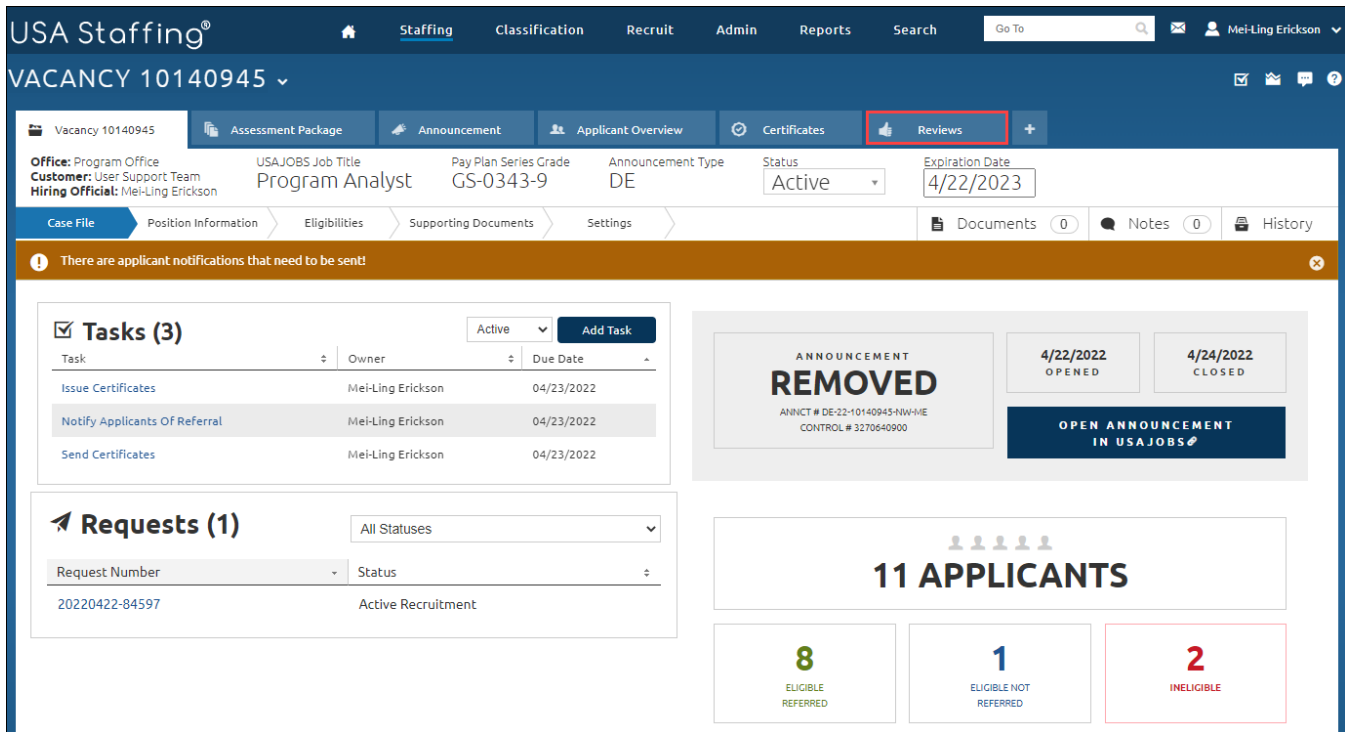 USA Staffing®
Staffing
Classification
Recruit
Admin
Reports
Search
Go To
Mei-Ling Erickson
VACANCY 10140945
Vacancy 10140945
Assessment Package
Announcement
Applicant Overview
Certificates
Reviews
+
Office: Program Office
Customer: User Support Team
Hiring Official: Mei-Ling Erickson
USAJOBS Job Title
Program Analyst
Pay Plan Series Grade
GS-0343-9
Announcement Type
DE
Status
Active
Expiration Date
4/22/2023
Case File
Position Information
Eligibilities
Supporting Documents
Settings
Documents 0
Notes 0
History
There are applicant notifications that need to be sent!
Tasks (3)
Active
Add Task
Task Owner Due Date
Issue Certificates Mei-Ling Erickson 04/23/2022
Notify Applicants Of Referral Mei-Ling Erickson 04/23/2022
Send Certificates Mei-Ling Erickson 04/23/2022
Requests (1)
All Statuses
Request Number Status
20220422-84597 Active Recruitment
ANNOUNCEMENT
REMOVED
ANNCT # DE-22-10140945-NW-ME
CONTROL # 3270640900
4/22/2022
OPENED
4/24/2022
CLOSED
OPEN ANNOUNCEMENT
IN USAJOBS
11 APPLICANTS
8
ELIGIBLE
REFERRED
1
ELIGIBLE NOT
REFERRED
2
INELIGIBLE